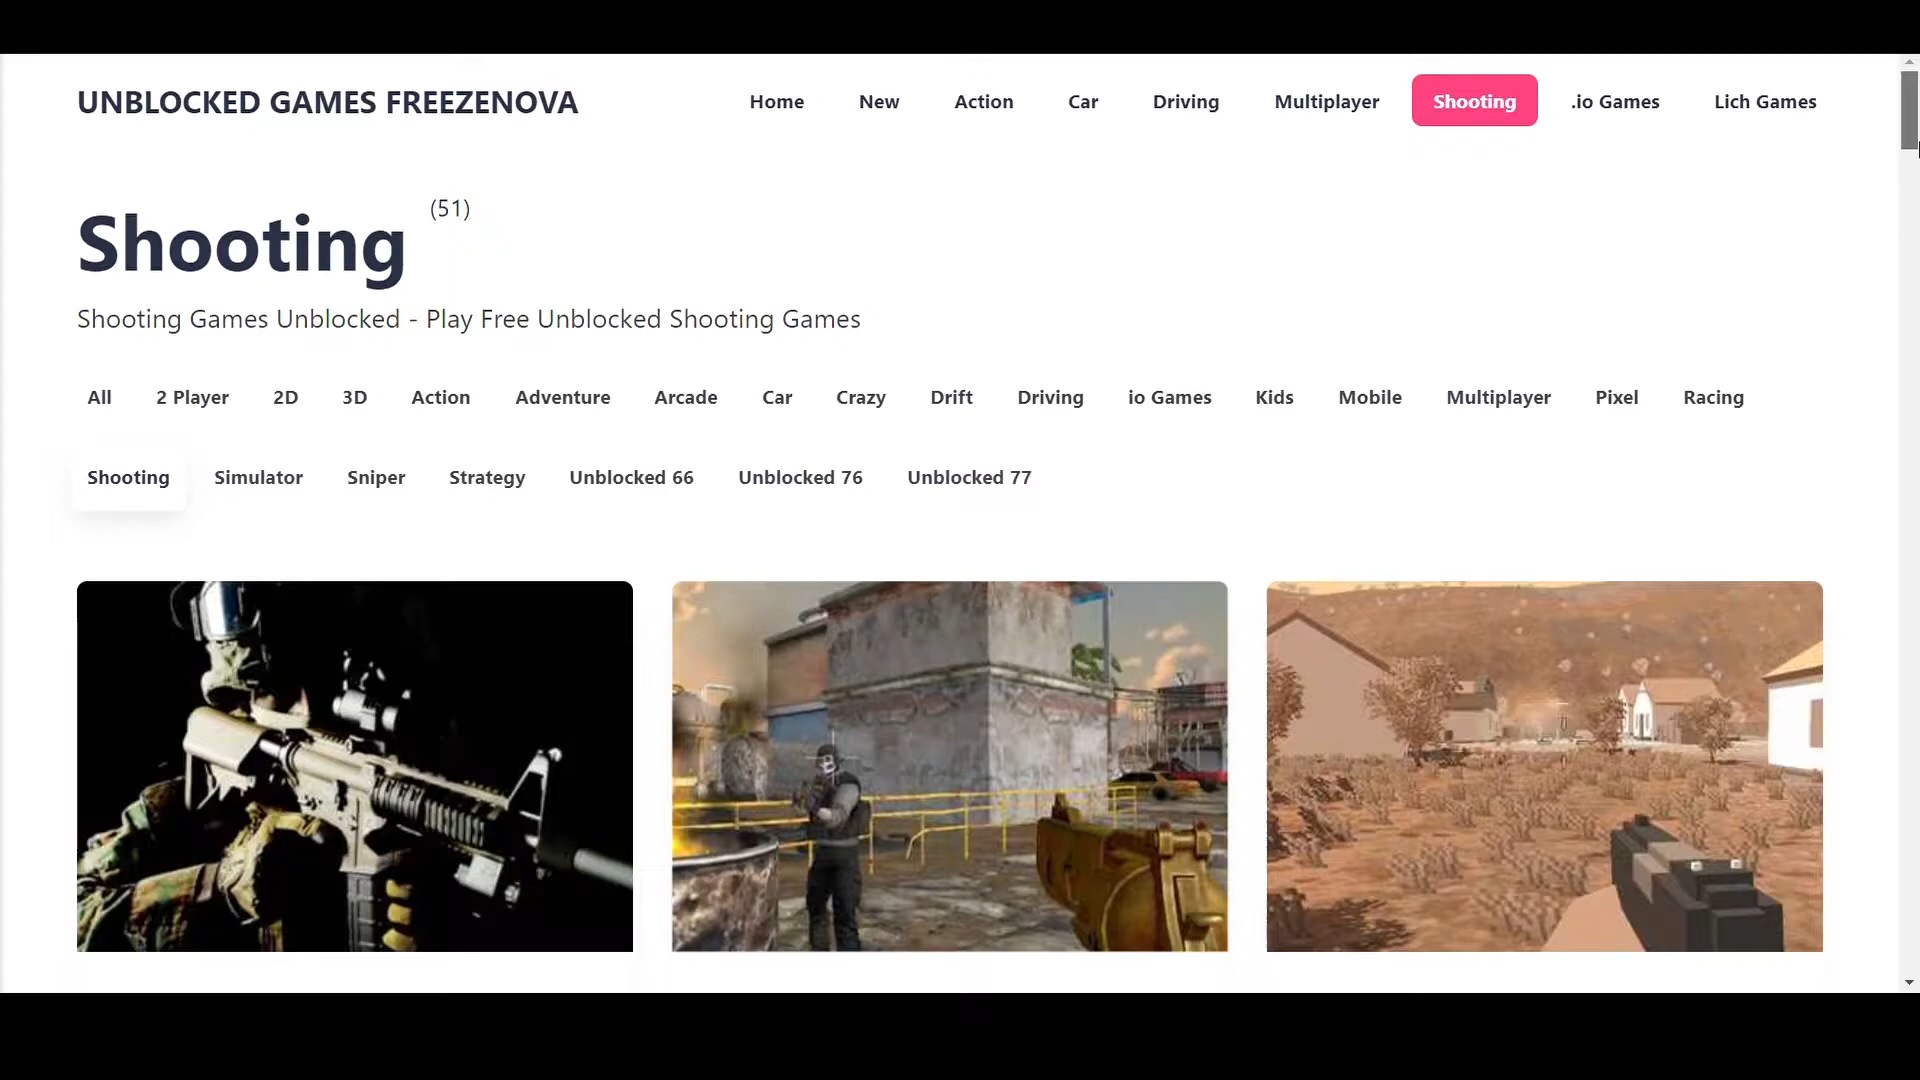 UNBLOCKED GAMES FREEZENOVA
Home New Action Car Driving Multiplayer Shooting .io Games Lich Games
Shooting (51)
Shooting Games Unblocked - Play Free Unblocked Shooting Games
All 2 Player 2D 3D Action Adventure Arcade Car Crazy Drift Driving io Games Kids Mobile Multiplayer Pixel Racing
Shooting Simulator Sniper Strategy Unblocked 66 Unblocked 76 Unblocked 77